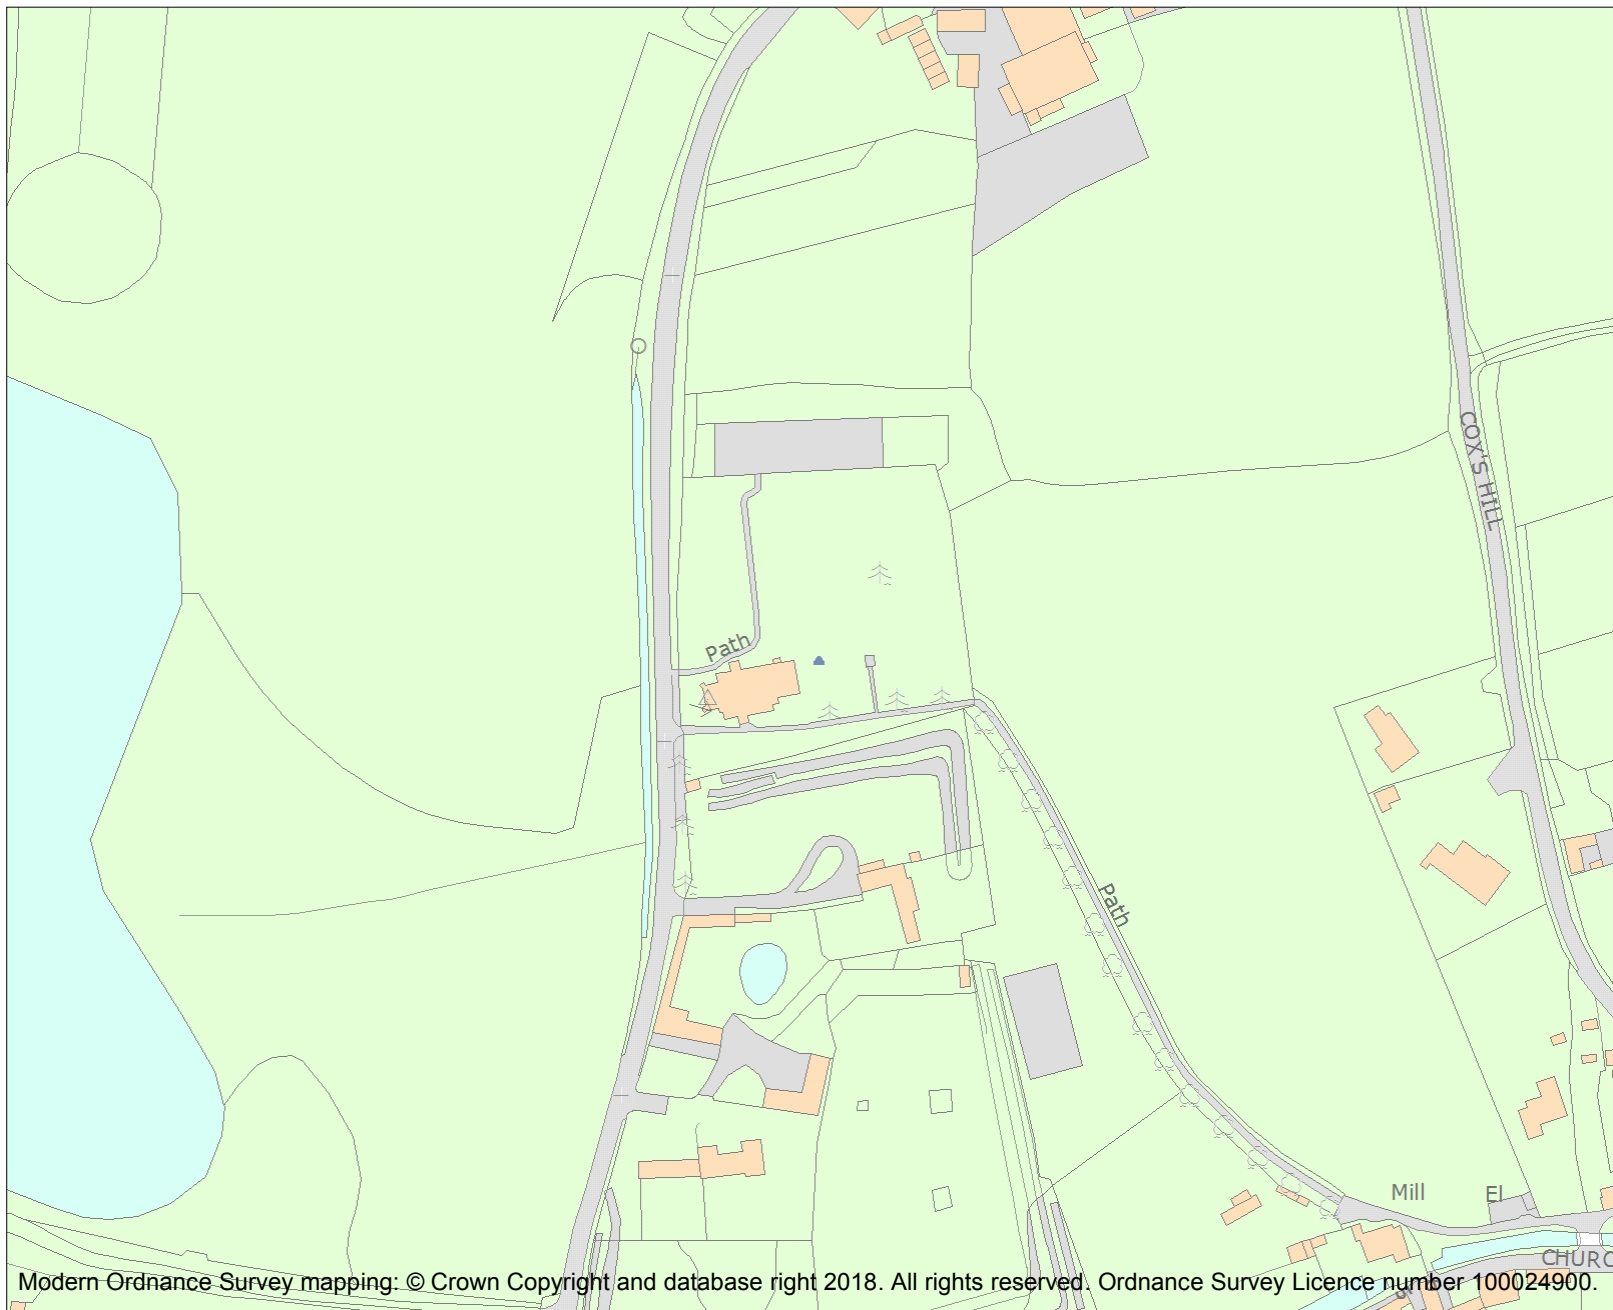 COX'S HILL
Path
Path
Mill
El
CHURC
Modern Ordnance Survey mapping: © Crown Copyright and database right 2018. All rights reserved. Ordnance Survey Licence number 100024900.